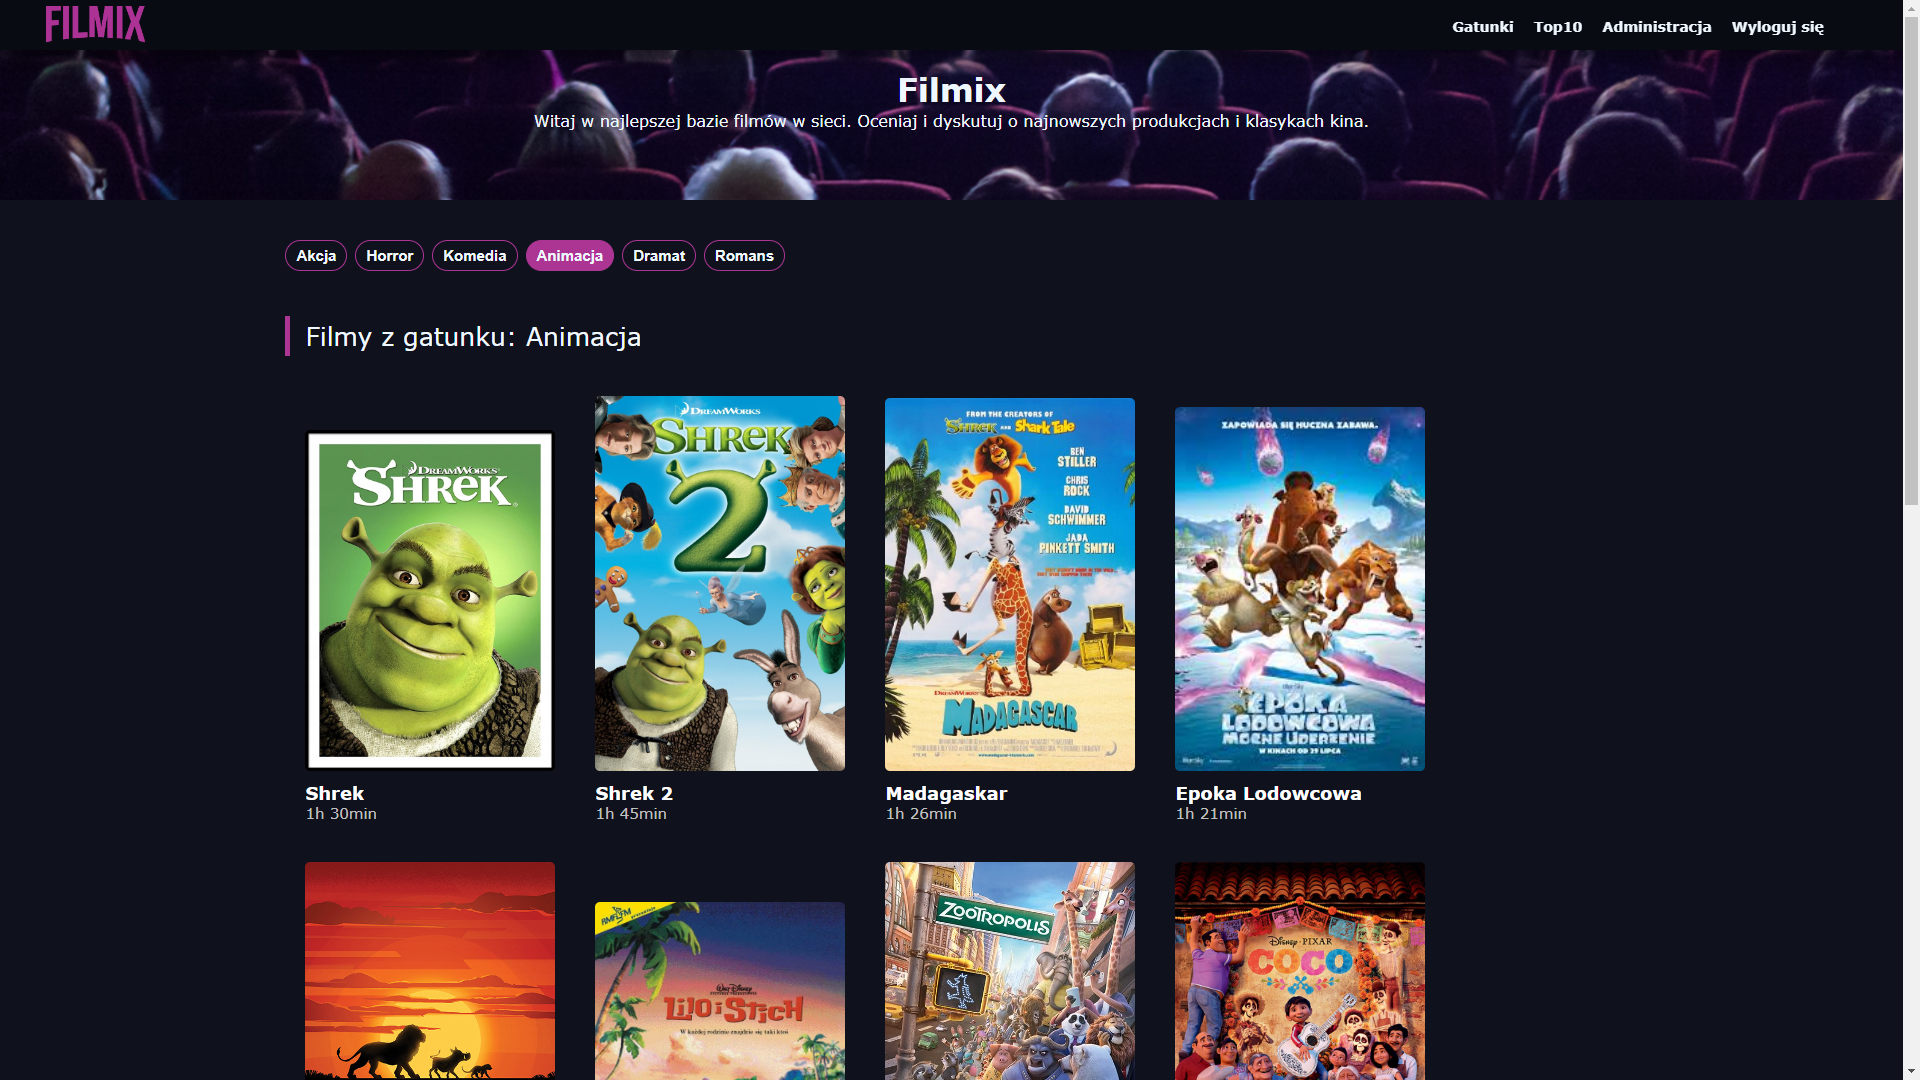 FILMIX
Gatunki Top10 Administracja Wyloguj się
Filmix
Witaj w najlepszej bazie filmów w sieci. Oceniaj i dyskutuj o najnowszych produkcjach i klasykach kina.
Akcja Horror Komedia Animacja Dramat Romans
Filmy z gatunku: Animacja
DREAMWORKS
SHREK
DREAMWORKS
SHREK
2
FROM THE CREATORS OF
SHREK AND SHARK TALE
BEN
STILLER
CHRIS
ROCK
DAVID
SCHWIMMER
JADA
PINKETT SMITH
DREAMWORKS
MADAGASCAR
ZAPOWIADA SIĘ HUCZNA ZABAWA.
EPOKA
LODOWCOWA
MOCNE UDERZENIE
W KINACH OD 29 LIPCA
Shrek
1h 30min
Shrek 2
1h 45min
Madagaskar
1h 26min
Epoka Lodowcowa
1h 21min
RMF FM
Walt Disney
LILO i STICH
W każdej rodzinie znajdzie się taki ktoś
ZOOTROPOLIS
Disney · PIXAR
COCO